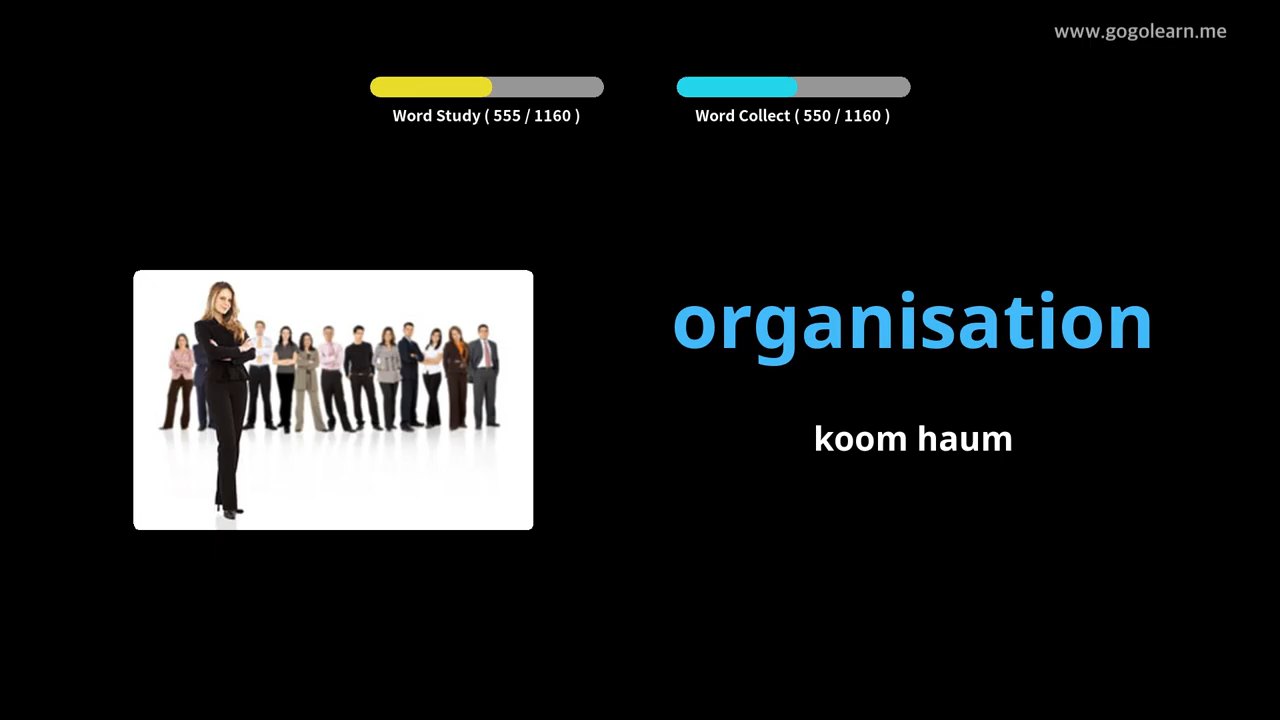 www.gogolearn.me
Word Study ( 555 / 1160 )
Word Collect ( 550 / 1160 )
organisation
koom haum